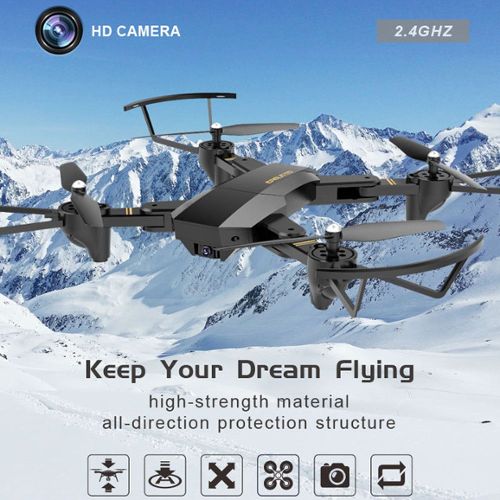 HD CAMERA
2.4GHZ
Keep Your Dream Flying
high-strength material
all-direction protection structure